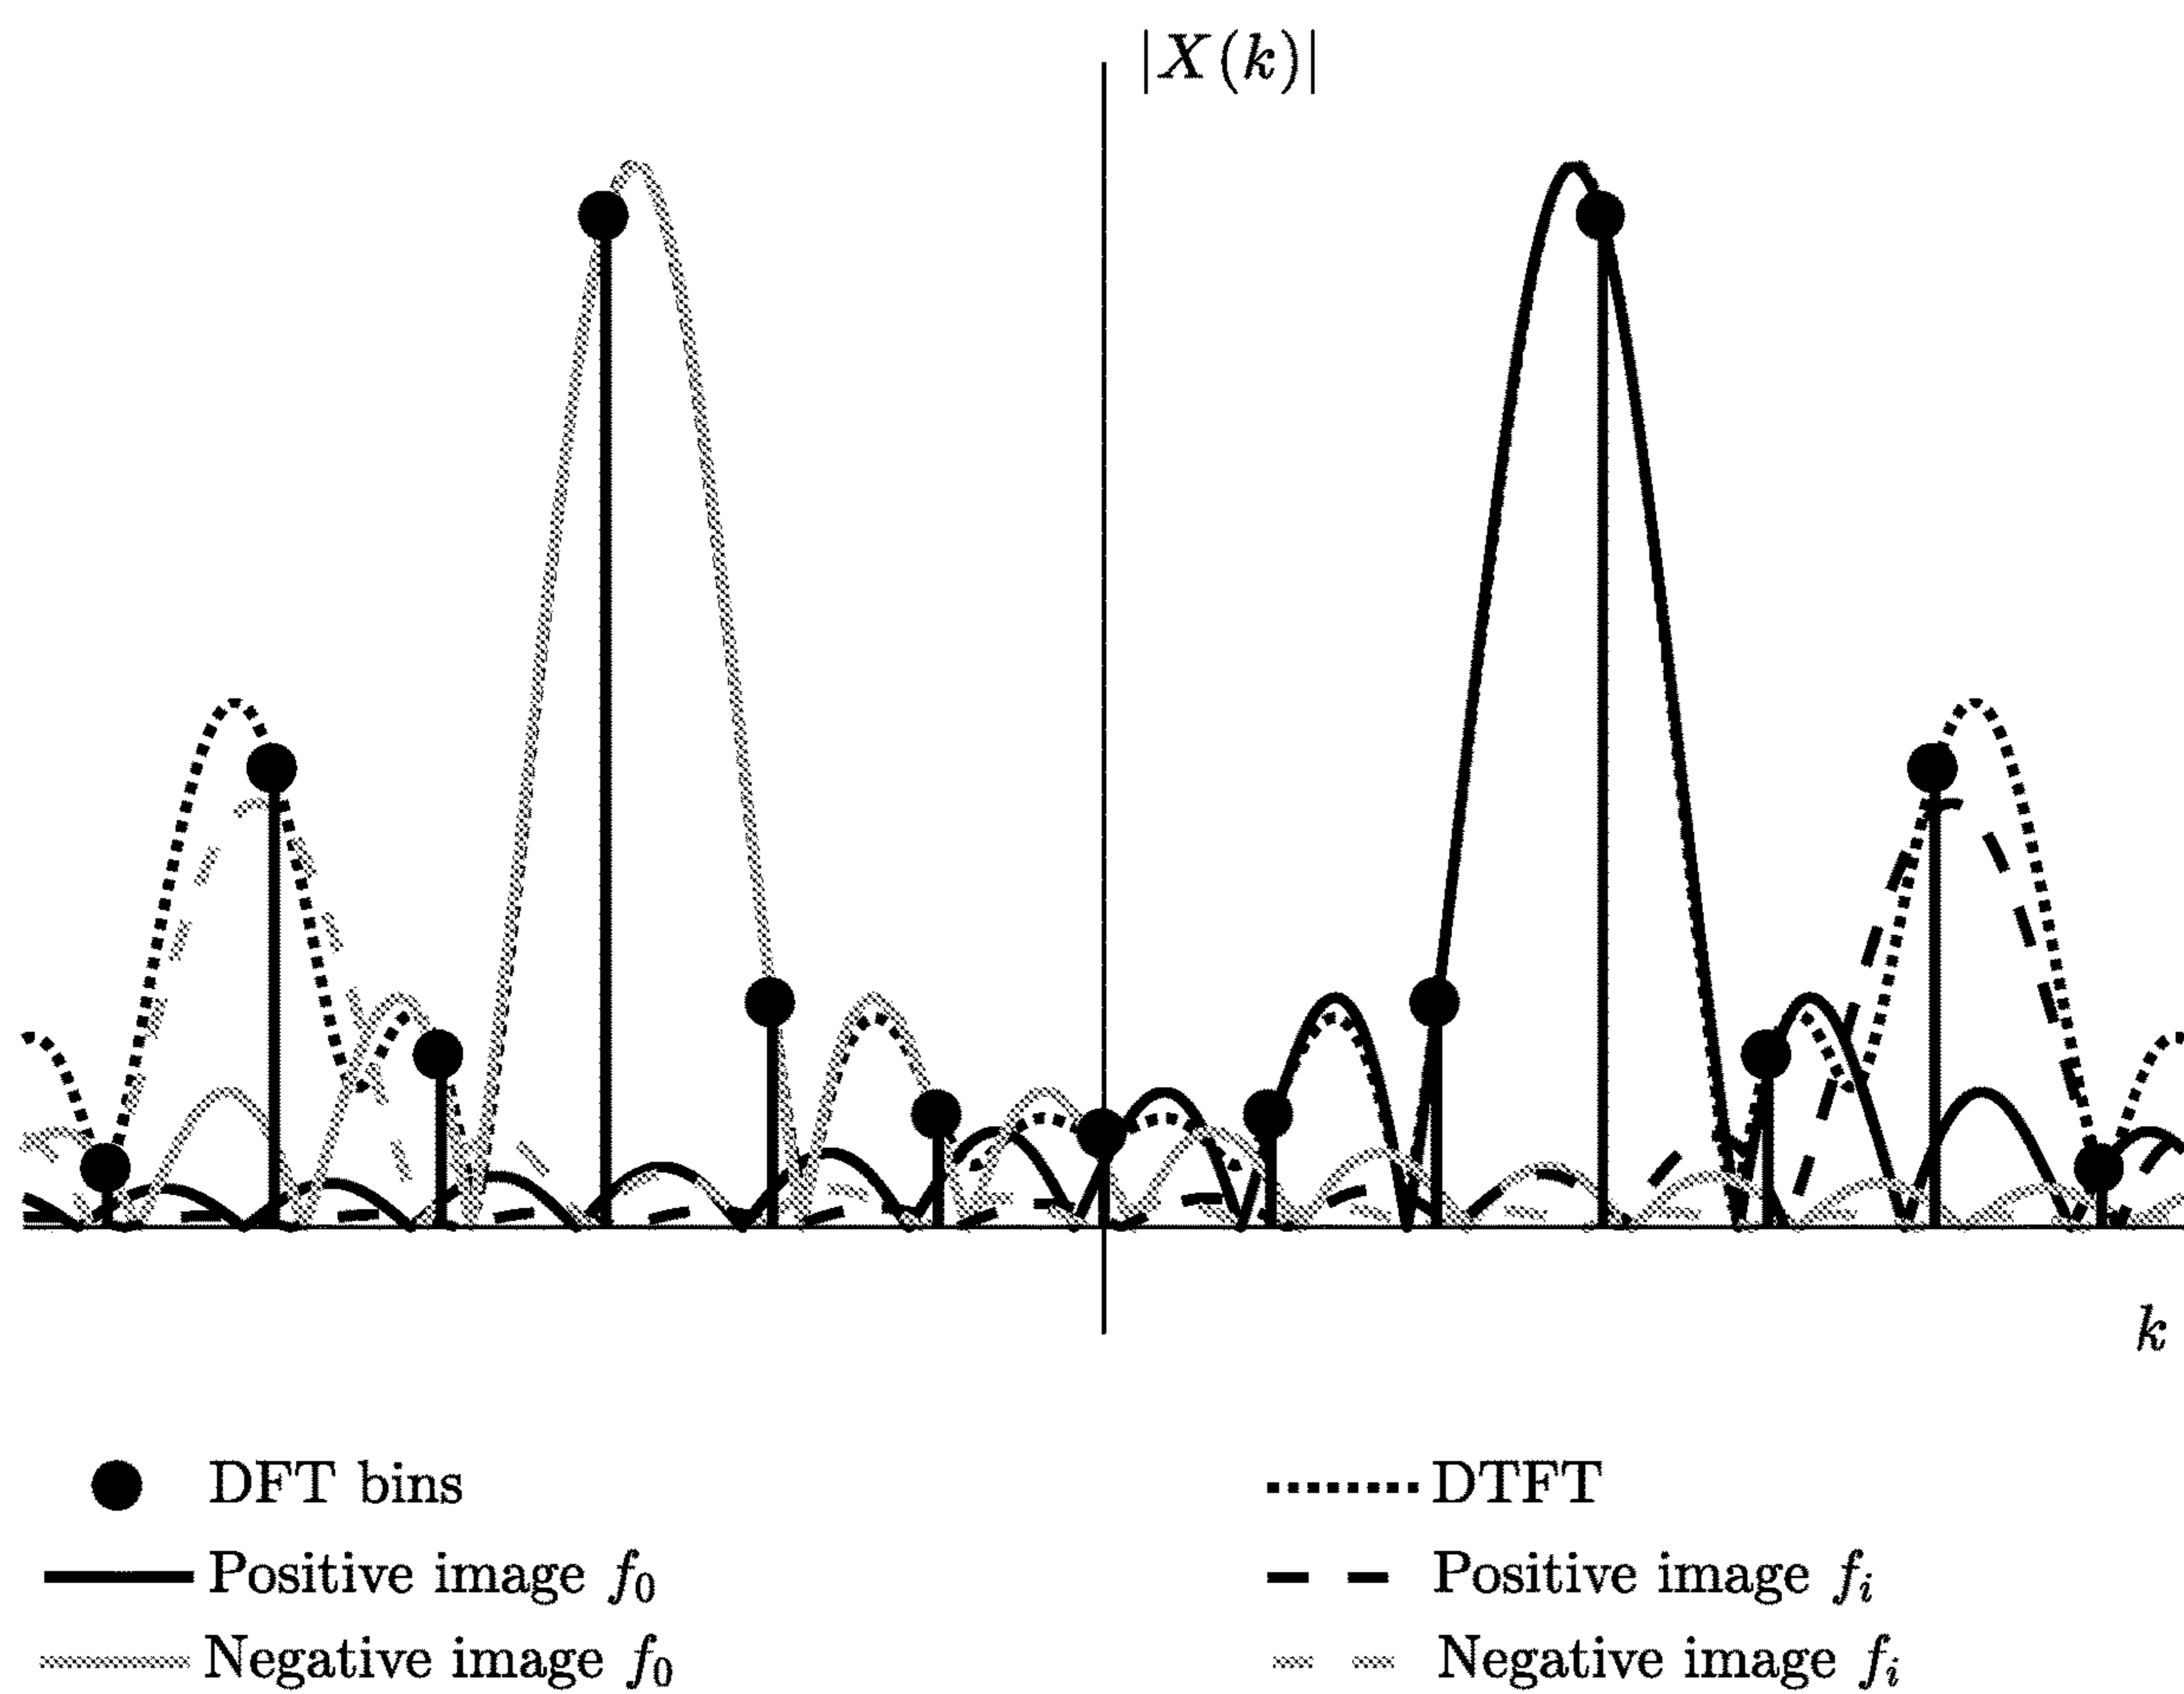 |X(k)|
k
DFT bins
DTFT
Positive image f₀
Positive image fᵢ
Negative image f₀
Negative image fᵢ